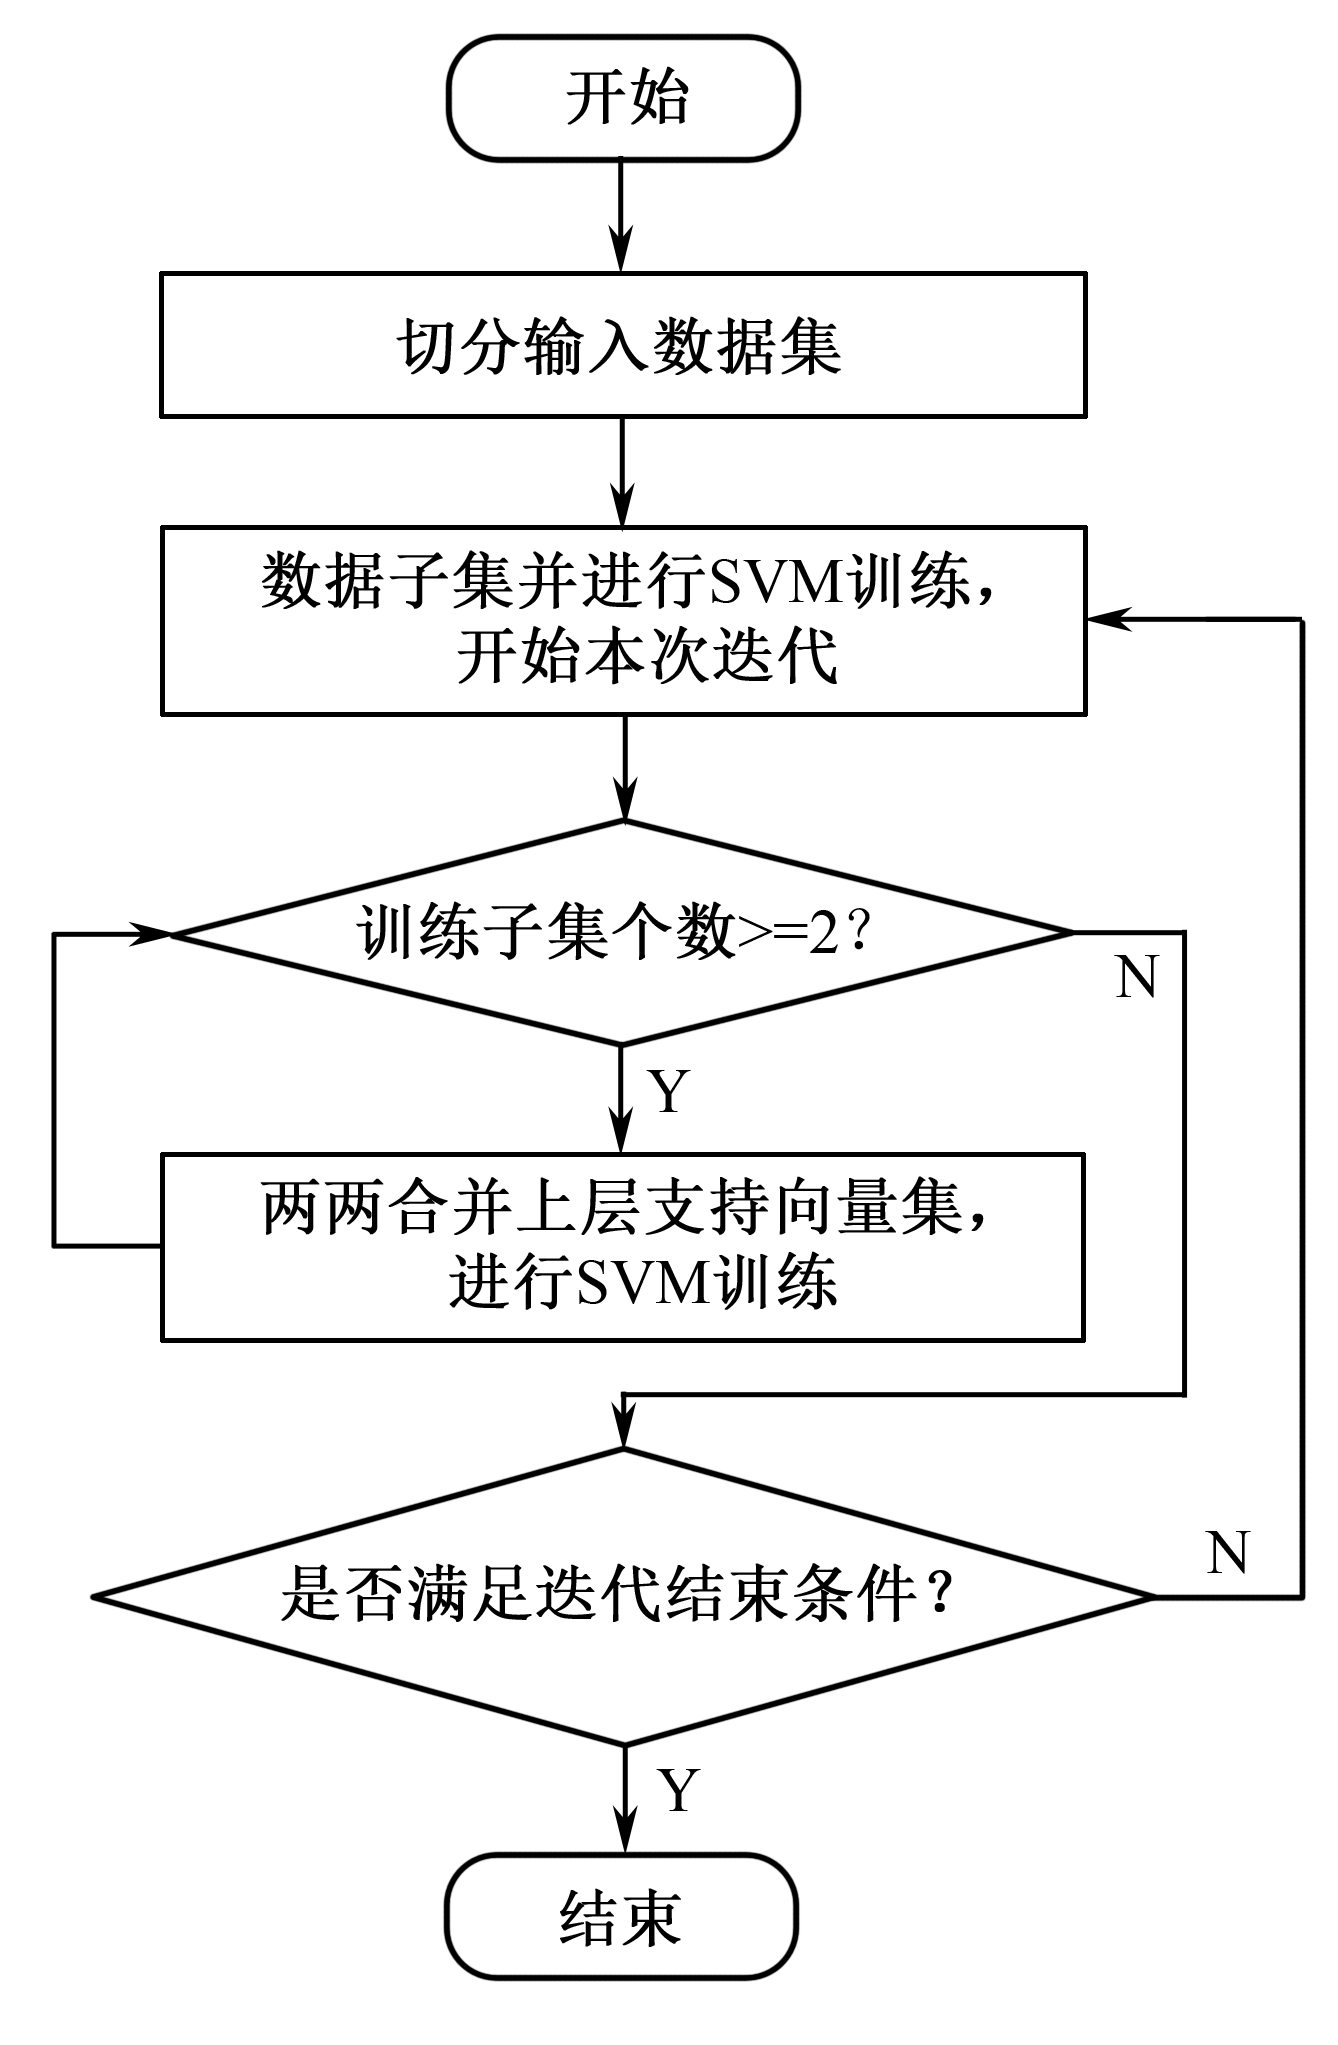 开始
切分输入数据集
数据子集并进行SVM训练，
开始本次迭代
训练子集个数>=2?
N
Y
两两合并上层支持向量集，
进行SVM训练
是否满足迭代结束条件？
N
Y
结束